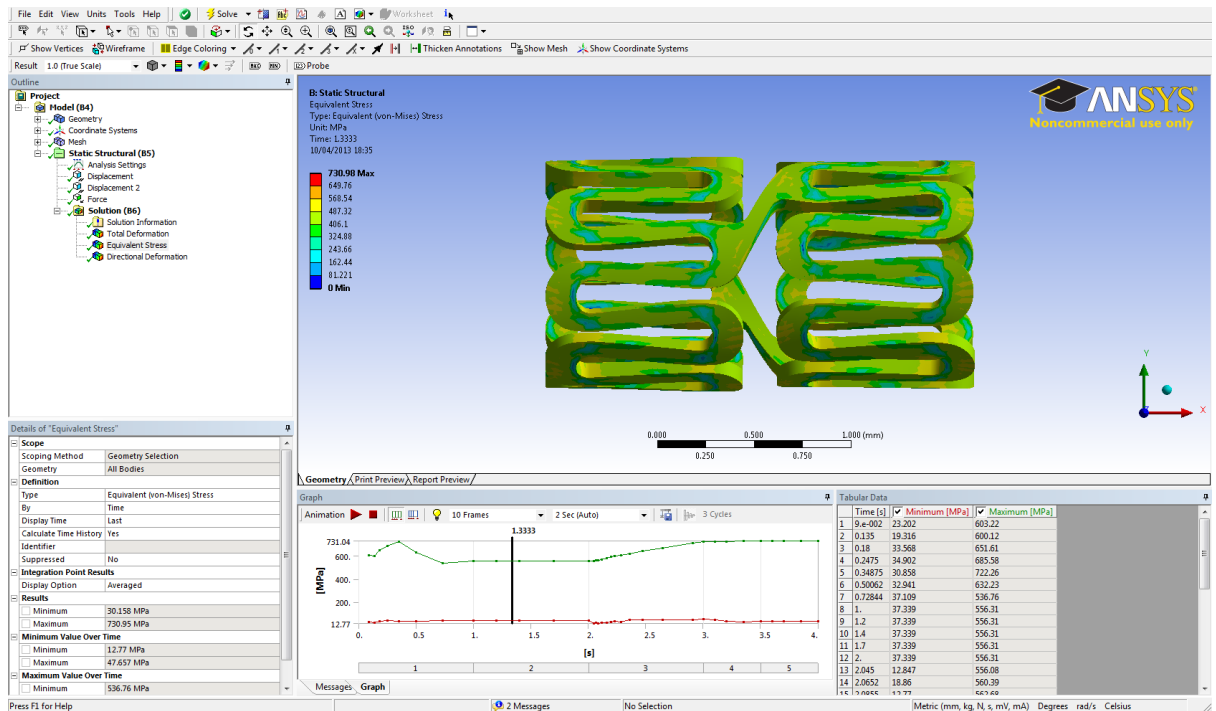 File Edit View Units Tools Help Solve Worksheet
Show Vertices Wireframe Edge Coloring Thicken Annotations Show Mesh Show Coordinate Systems
Result 1.0 (True Scale) Probe
Outline
Project
Model (B4)
Geometry
Coordinate Systems
Mesh
Static Structural (B5)
Analysis Settings
Displacement
Displacement 2
Force
Solution (B6)
Solution Information
Total Deformation
Equivalent Stress
Directional Deformation
B: Static Structural
Equivalent Stress
Type: Equivalent (von-Mises) Stress
Unit: MPa
Time: 1.3333
10/04/2013 18:35
730.98 Max
649.76
568.54
487.32
406.1
324.88
243.66
162.44
81.221
0 Min
ANSYS
Noncommercial use only
Y
X
0.000 0.500 1.000 (mm)
0.250 0.750
Geometry Print Preview Report Preview
Details of "Equivalent Stress"
Scope
Scoping Method Geometry Selection
Geometry All Bodies
Definition
Type Equivalent (von-Mises) Stress
By Time
Display Time Last
Calculate Time History Yes
Identifier
Suppressed No
Integration Point Results
Display Option Averaged
Results
Minimum 30.158 MPa
Maximum 730.95 MPa
Minimum Value Over Time
Minimum 12.77 MPa
Maximum 47.657 MPa
Maximum Value Over Time
Minimum 536.76 MPa
Graph
Animation 10 Frames 2 Sec (Auto) 3 Cycles
1.3333
731.04
600.
400.
200.
12.77
[MPa]
0. 0.5 1. 1.5 2. 2.5 3. 3.5 4.
[s]
1 2 3 4 5
Messages Graph
Tabular Data
Time [s] Minimum [MPa] Maximum [MPa]
1 9.e-002 23.202 603.22
2 0.135 19.316 600.12
3 0.18 33.568 651.61
4 0.2475 34.902 685.58
5 0.34875 30.858 722.26
6 0.50062 32.941 632.23
7 0.72844 37.109 536.76
8 1. 37.339 556.31
9 1.2 37.339 556.31
10 1.4 37.339 556.31
11 1.7 37.339 556.31
12 2. 37.339 556.31
13 2.045 12.847 556.08
14 2.0652 18.86 560.39
15 2.0855 12.77 562.68
Press F1 for Help 2 Messages No Selection Metric (mm, kg, N, s, mV, mA) Degrees rad/s Celsius